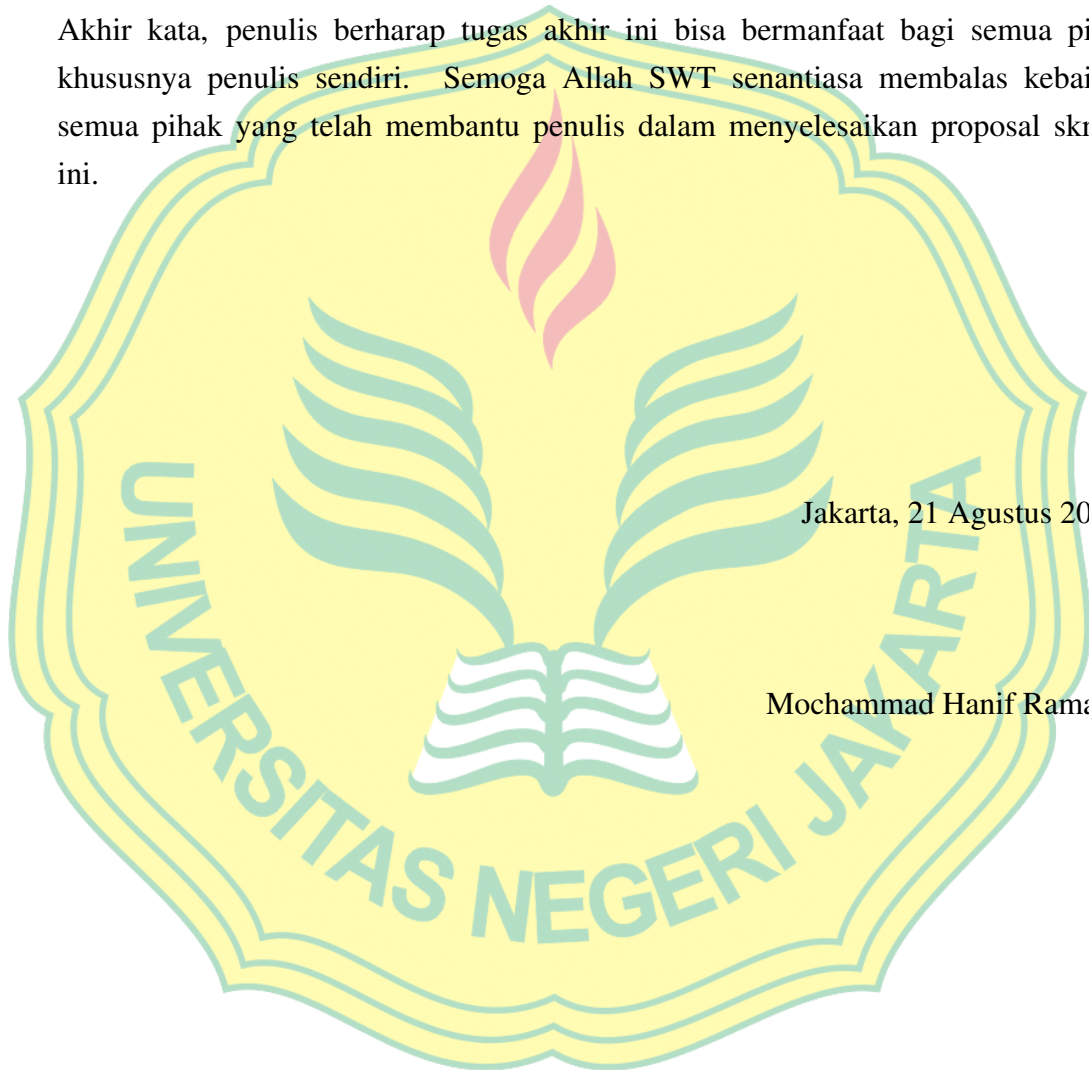 Akhir kata, penulis berharap tugas akhir ini bisa bermanfaat bagi semua pi
khususnya penulis sendiri. Semoga Allah SWT senantiasa membalas kebai
semua pihak yang telah membantu penulis dalam menyelesaikan proposal skr
ini.
Jakarta, 21 Agustus 20
Mochammad Hanif Rama
UNIVERSITAS NEGERI JAKARTA